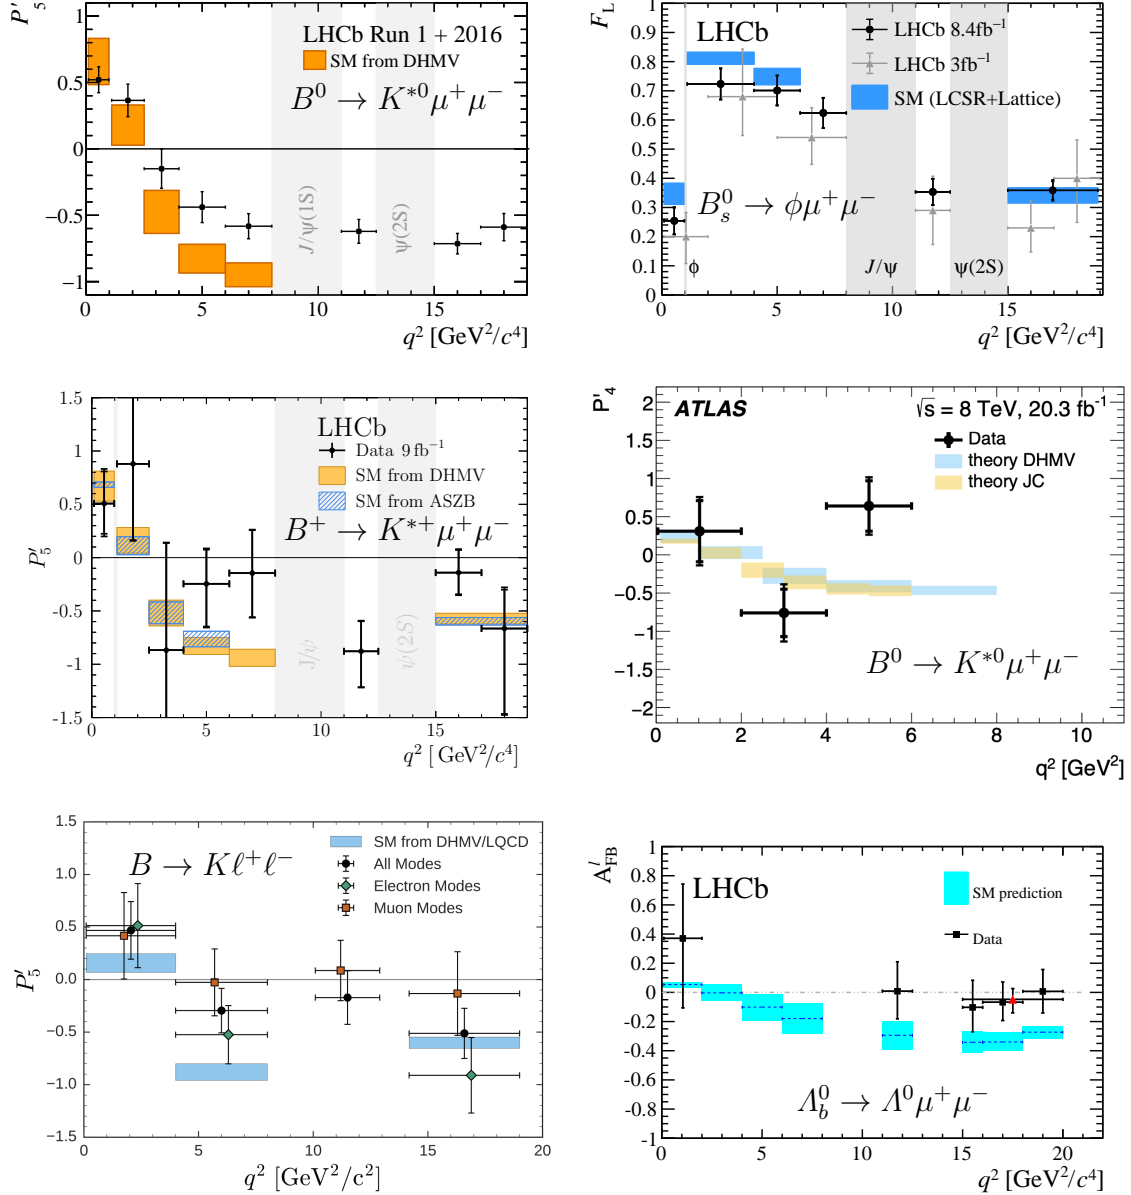 P′5
1
0.5
0
−0.5
−1
LHCb Run 1 + 2016
SM from DHMV
B⁰ → K*⁰μ⁺μ⁻
J/ψ(1S)
ψ(2S)
0
5
10
15
q² [GeV²/c⁴]
F_L
1
0.9
0.8
0.7
0.6
0.5
0.4
0.3
0.2
0.1
0
LHCb
LHCb 8.4fb⁻¹
LHCb 3fb⁻¹
SM (LCSR+Lattice)
B⁰_s → ϕμ⁺μ⁻
ϕ
J/ψ
ψ(2S)
0
5
10
15
q² [GeV²/c⁴]
P′5
1.5
1
0.5
0
-0.5
-1
-1.5
LHCb
Data 9 fb⁻¹
SM from DHMV
SM from ASZB
B⁺ → K*⁺μ⁺μ⁻
J/ψ
ψ(2S)
0
5
10
15
q² [GeV²/c⁴]
P'4
2
1.5
1
0.5
0
−0.5
−1
−1.5
−2
ATLAS
√s = 8 TeV, 20.3 fb⁻¹
Data
theory DHMV
theory JC
B⁰ → K*⁰μ⁺μ⁻
0
2
4
6
8
10
q² [GeV²]
P′5
1.5
1.0
0.5
0.0
−0.5
−1.0
−1.5
B → Kℓ⁺ℓ⁻
SM from DHMV/LQCD
All Modes
Electron Modes
Muon Modes
0
5
10
15
20
q² [GeV²/c²]
A^l_FB
1
0.8
0.6
0.4
0.2
0
-0.2
-0.4
-0.6
-0.8
-1
LHCb
SM prediction
Data
Λ⁰_b → Λ⁰μ⁺μ⁻
0
5
10
15
20
q² [GeV²/c⁴]